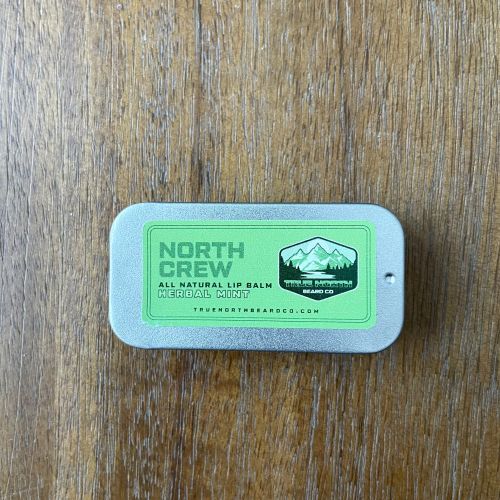 NORTH
CREW
ALL NATURAL LIP BALM
HERBAL MINT
TRUE NORTH
BEARD CO
TRUENORTHBEARDCO.COM